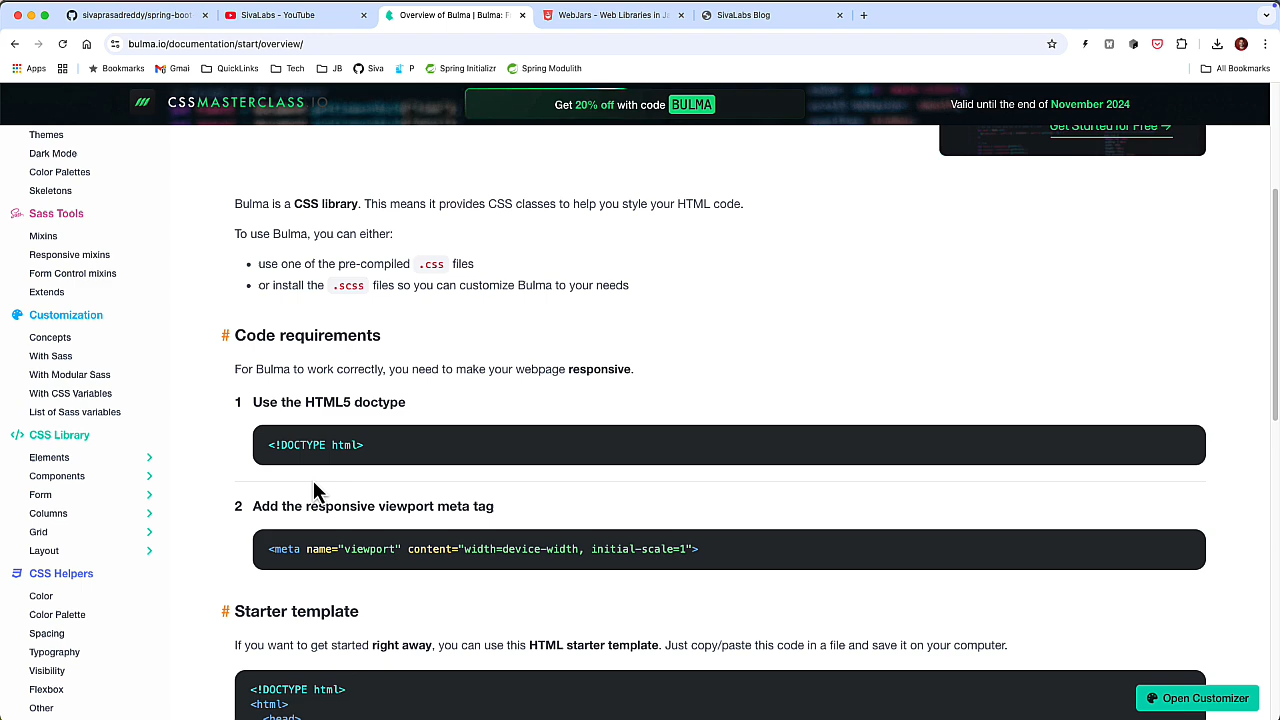 sivaprasadreddy/spring-boot
SivaLabs - YouTube
Overview of Bulma | Bulma: F
WebJars - Web Libraries in Ja
SivaLabs Blog
bulma.io/documentation/start/overview/
Apps
Bookmarks
Gmai
QuickLinks
Tech
JB
Siva
P
Spring Initializr
Spring Modulith
All Bookmarks
CSSMASTERCLASS IO
Get 20% off with code BULMA
Valid until the end of November 2024
Get Started for Free →
Themes
Dark Mode
Color Palettes
Skeletons
Sass Tools
Mixins
Responsive mixins
Form Control mixins
Extends
Customization
Concepts
With Sass
With Modular Sass
With CSS Variables
List of Sass variables
CSS Library
Elements
Components
Form
Columns
Grid
Layout
CSS Helpers
Color
Color Palette
Spacing
Typography
Visibility
Flexbox
Other
Bulma is a CSS library. This means it provides CSS classes to help you style your HTML code.
To use Bulma, you can either:
• use one of the pre-compiled .css files
• or install the .scss files so you can customize Bulma to your needs
# Code requirements
For Bulma to work correctly, you need to make your webpage responsive.
1 Use the HTML5 doctype
<!DOCTYPE html>
2 Add the responsive viewport meta tag
<meta name="viewport" content="width=device-width, initial-scale=1">
# Starter template
If you want to get started right away, you can use this HTML starter template. Just copy/paste this code in a file and save it on your computer.
<!DOCTYPE html>
<html>
<head>
Open Customizer